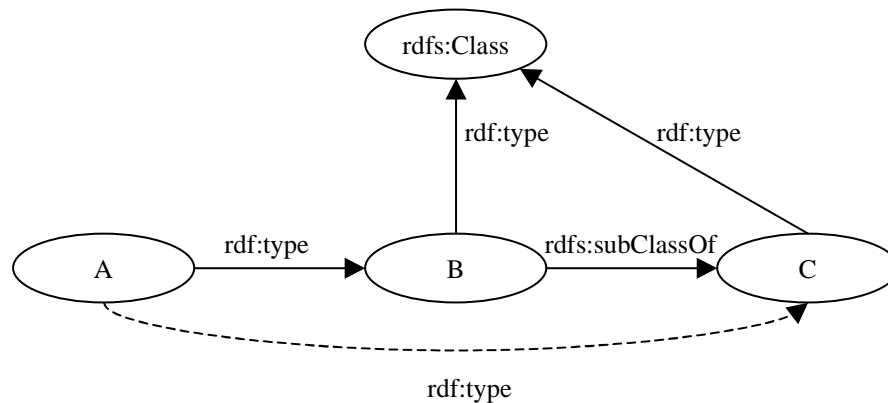 rdfs:Class
rdf:type
rdf:type
rdf:type
rdfs:subClassOf
A
B
C
rdf:type